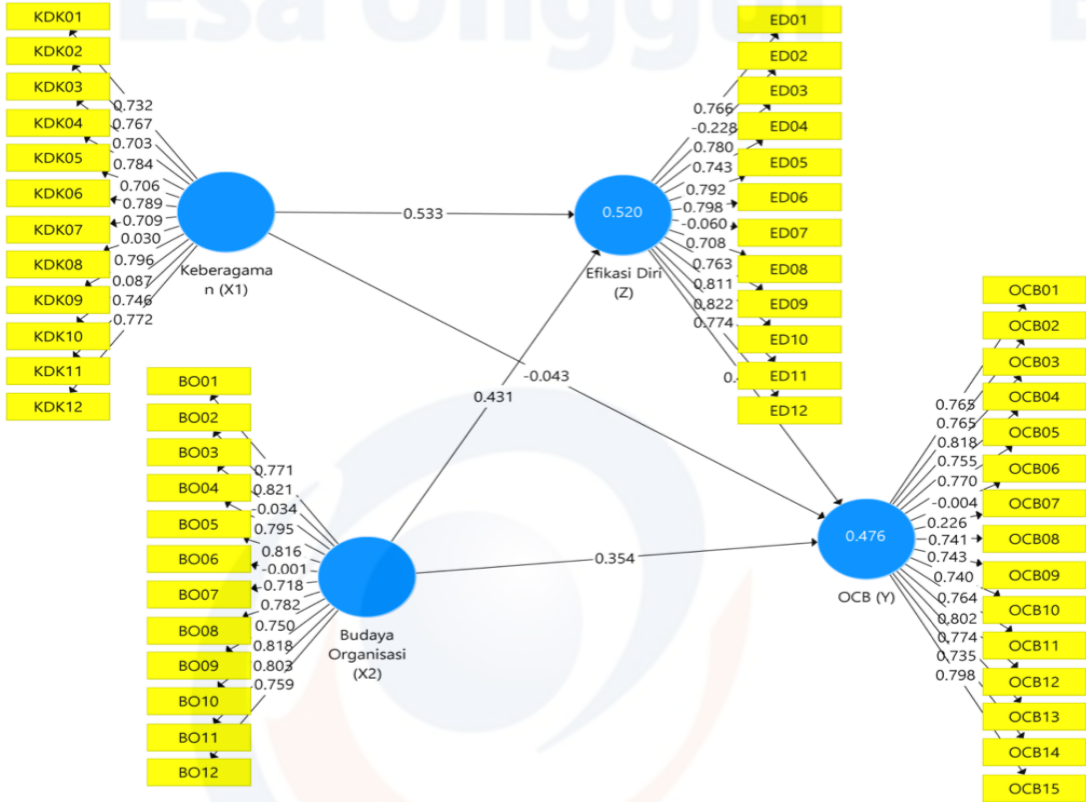 Esa Unggul
KDK01
KDK02
KDK03
KDK04
KDK05
KDK06
KDK07
KDK08
KDK09
KDK10
KDK11
KDK12
0.732
0.767
0.703
0.784
0.706
0.789
0.709
0.030
0.796
0.087
0.746
0.772
Keberagama
n (X1)
0.533
-0.043
BO01
BO02
BO03
BO04
BO05
BO06
BO07
BO08
BO09
BO10
BO11
BO12
0.771
0.821
-0.034
0.795
0.816
-0.001
0.718
0.782
0.750
0.818
0.803
0.759
Budaya
Organisasi
(X2)
0.431
0.354
0.520
Efikasi Diri
(Z)
0.766
-0.228
0.780
0.743
0.792
0.798
-0.060
0.708
0.763
0.811
0.822
0.774
ED01
ED02
ED03
ED04
ED05
ED06
ED07
ED08
ED09
ED10
ED11
ED12
0.476
OCB (Y)
0.765
0.765
0.818
0.755
0.770
-0.004
0.226
0.741
0.743
0.740
0.764
0.802
0.774
0.735
0.798
OCB01
OCB02
OCB03
OCB04
OCB05
OCB06
OCB07
OCB08
OCB09
OCB10
OCB11
OCB12
OCB13
OCB14
OCB15